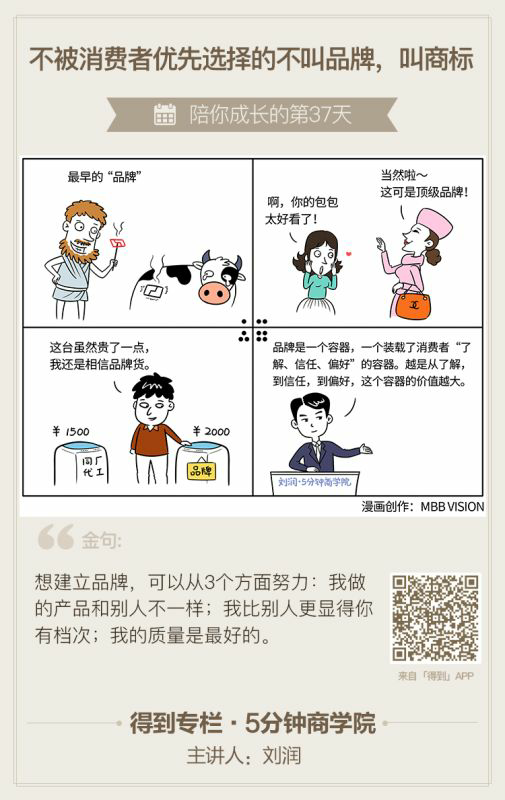 不被消费者优先选择的不叫品牌，叫商标
陪你成长的第37天
最早的“品牌”
啊，你的包包
太好看了！
当然啦～
这可是顶级品牌！
这台虽然贵了一点，
我还是相信品牌货。
￥1500
同厂
代工
￥2000
品牌
品牌是一个容器，一个装载了消费者“了
解、信任、偏好”的容器。越是从了解，
到信任，到偏好，这个容器的价值越大。
刘润·5分钟商学院
漫画创作：MBB VISION
金句：
想建立品牌，可以从3个方面努力：我做
的产品和别人不一样；我比别人更显得你
有档次；我的质量是最好的。
来自「得到」APP
得到专栏·5分钟商学院
主讲人：刘润